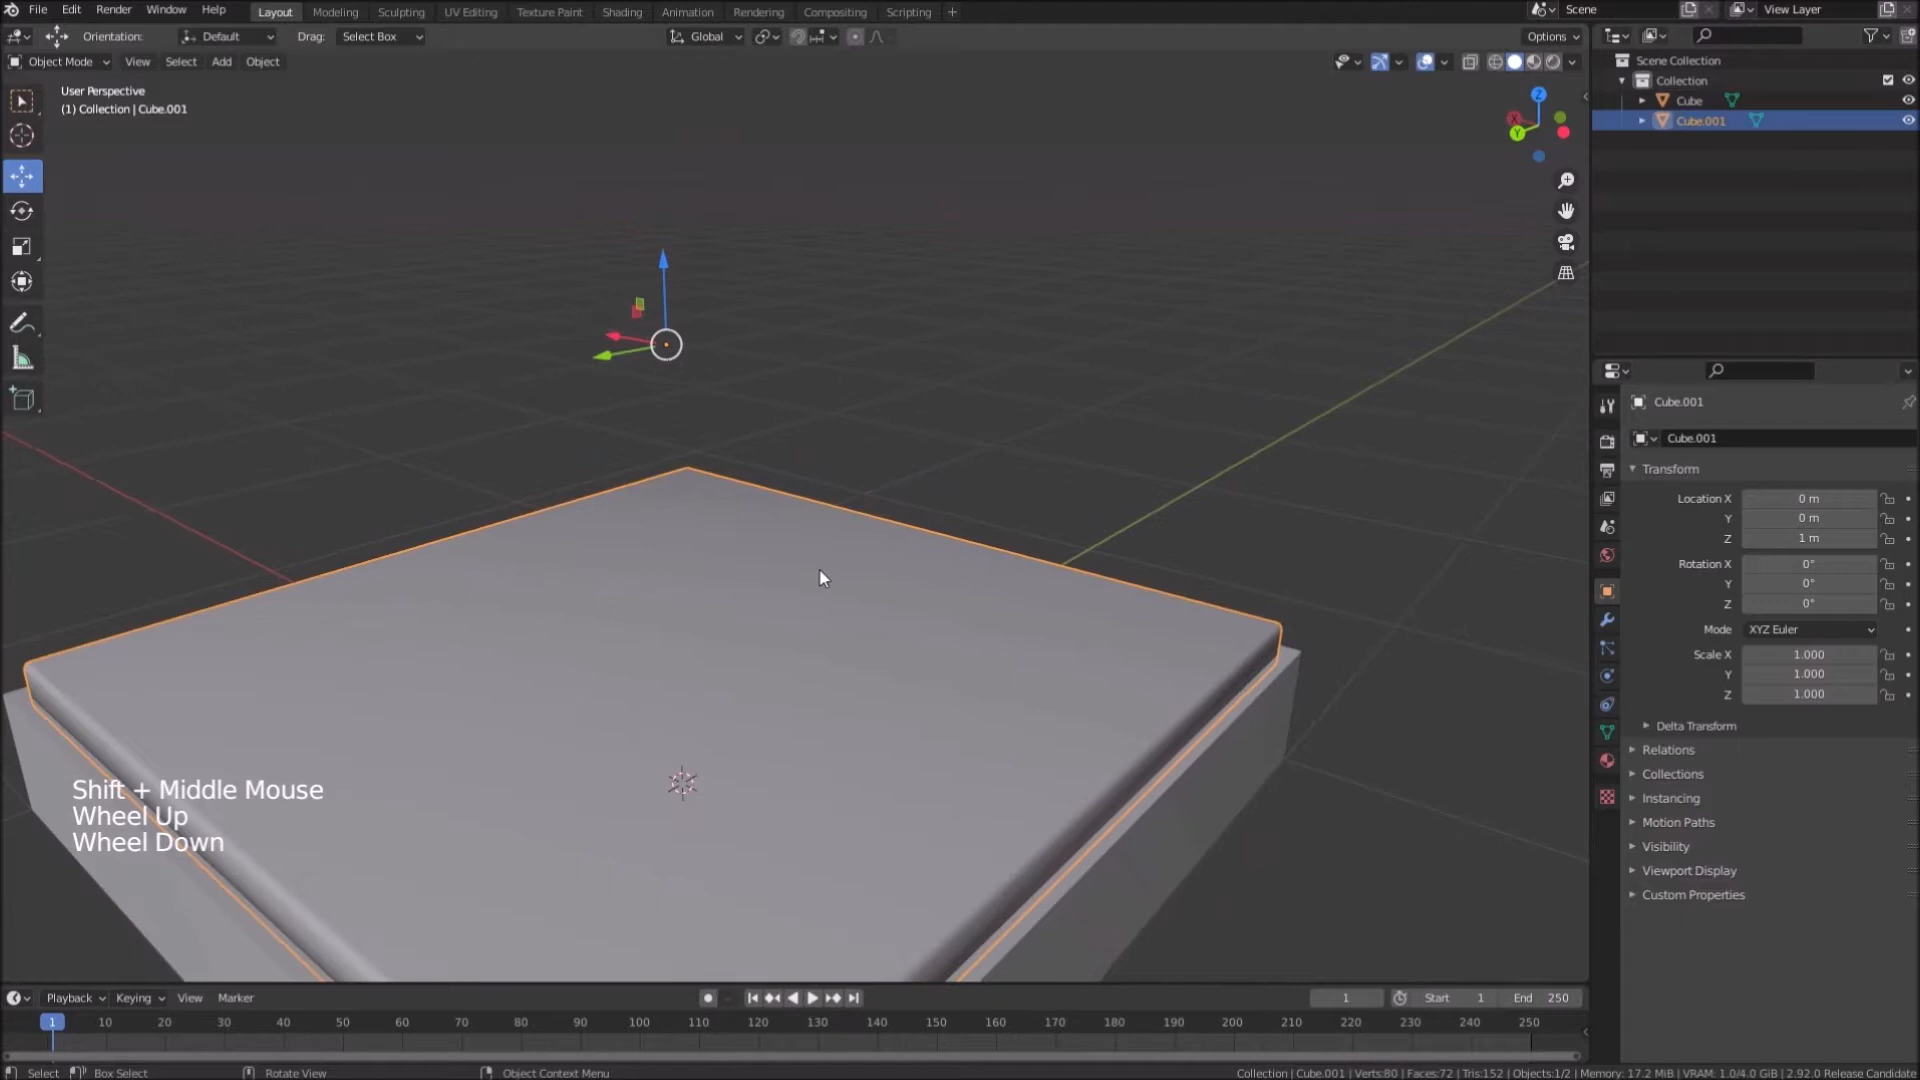 File Edit Render Window Help
Layout Modeling Sculpting UV Editing Texture Paint Shading Animation Rendering Compositing Scripting +
Scene
View Layer
Orientation: Default Drag: Select Box
Global
Options
Object Mode View Select Add Object
User Perspective
(1) Collection | Cube.001
Z
X
Y
Scene Collection
Collection
Cube
Cube.001
Cube.001
Cube.001
Transform
Location X 0 m
Y 0 m
Z 1 m
Rotation X 0°
Y 0°
Z 0°
Mode XYZ Euler
Scale X 1.000
Y 1.000
Z 1.000
Delta Transform
Relations
Collections
Instancing
Motion Paths
Visibility
Viewport Display
Custom Properties
Shift + Middle Mouse
Wheel Up
Wheel Down
Playback Keying View Marker
1 Start 1 End 250
1 10 20 30 40 50 60 70 80 90 100 110 120 130 140 150 160 170 180 190 200 210 220 230 240 250
Select Box Select Rotate View Object Context Menu
Collection | Cube.001 | Verts:80 | Faces:72 | Tris:152 | Objects:1/2 | Memory: 17.2 MiB | VRAM: 1.0/4.0 GiB | 2.92.0 Release Candidate